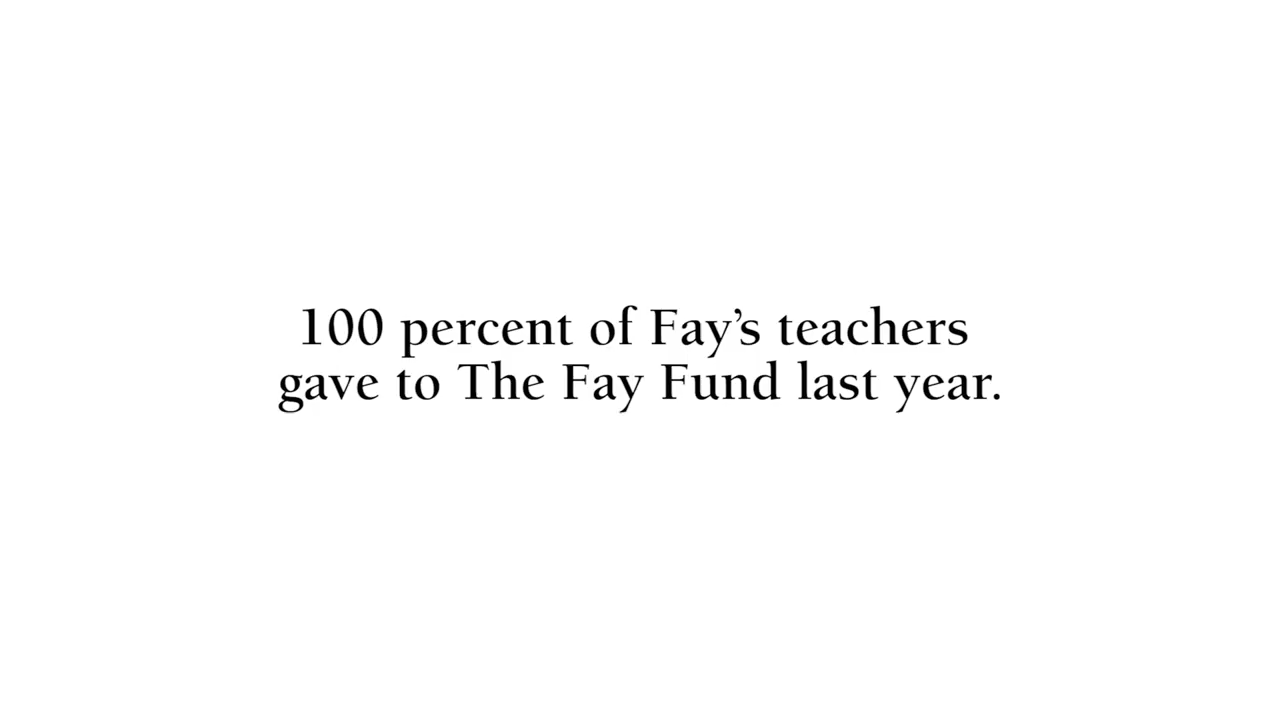 100 percent of Fay’s teachers
gave to The Fay Fund last year.